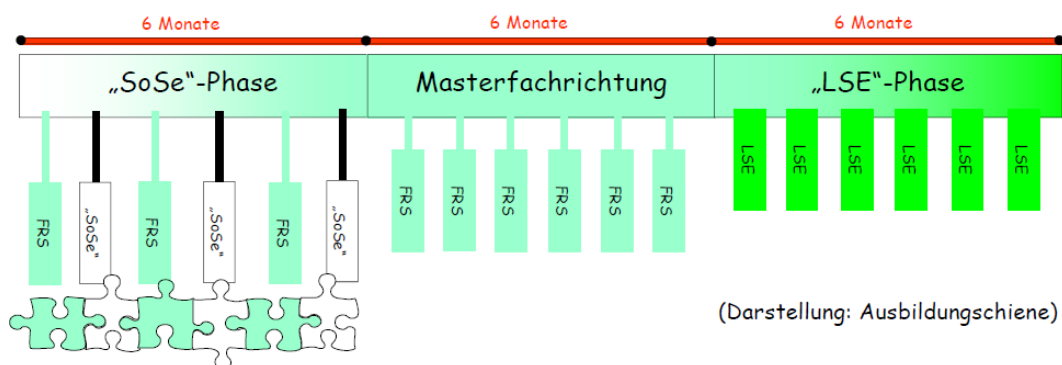 6 Monate
6 Monate
6 Monate
„SoSe“-Phase
Masterfachrichtung
„LSE“-Phase
FRS
„SoSe“
FRS
„SoSe“
FRS
„SoSe“
FRS
FRS
FRS
FRS
FRS
FRS
LSE
LSE
LSE
LSE
LSE
LSE
(Darstellung: Ausbildungschiene)